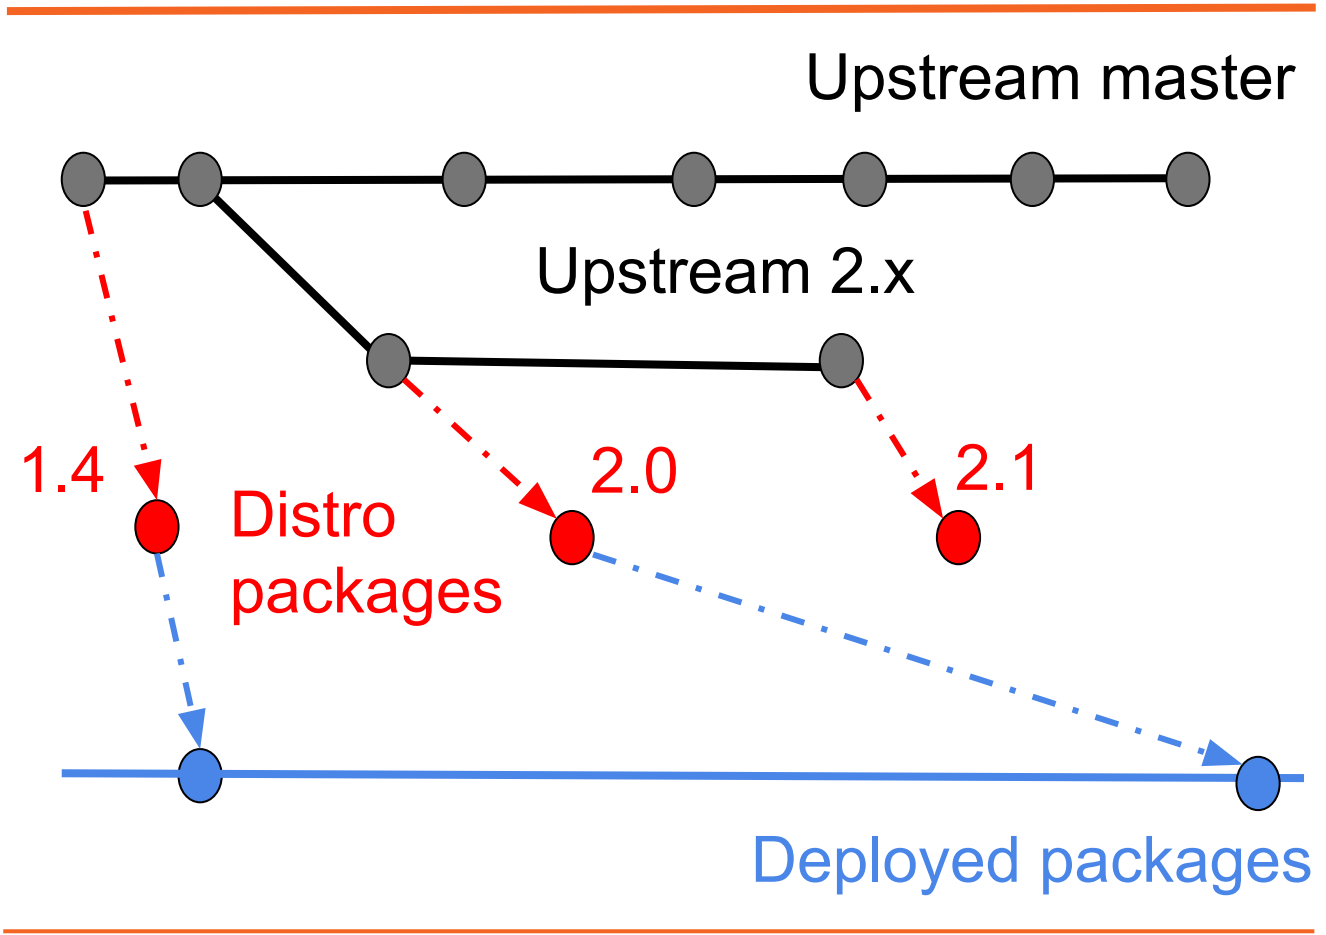 Upstream master
Upstream 2.x
1.4
2.0
2.1
Distro
packages
Deployed packages